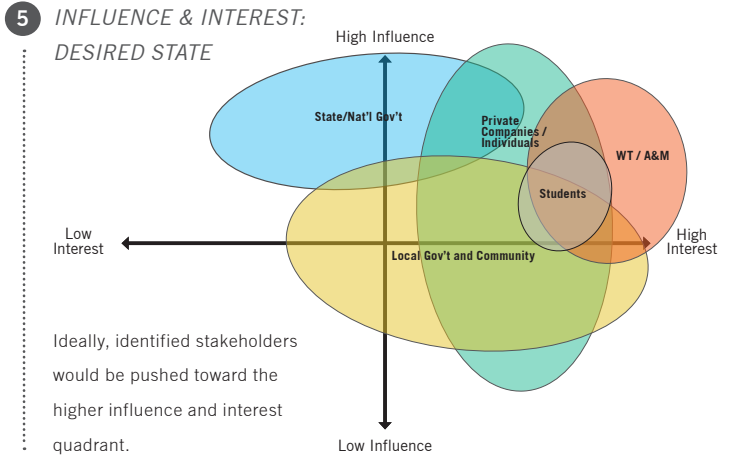 5 INFLUENCE & INTEREST:
DESIRED STATE
High Influence
State/Nat'l Gov't
Private
Companies /
Individuals
WT / A&M
Students
Low
Interest
High
Interest
Local Gov't and Community
Ideally, identified stakeholders
would be pushed toward the
higher influence and interest
quadrant.
Low Influence